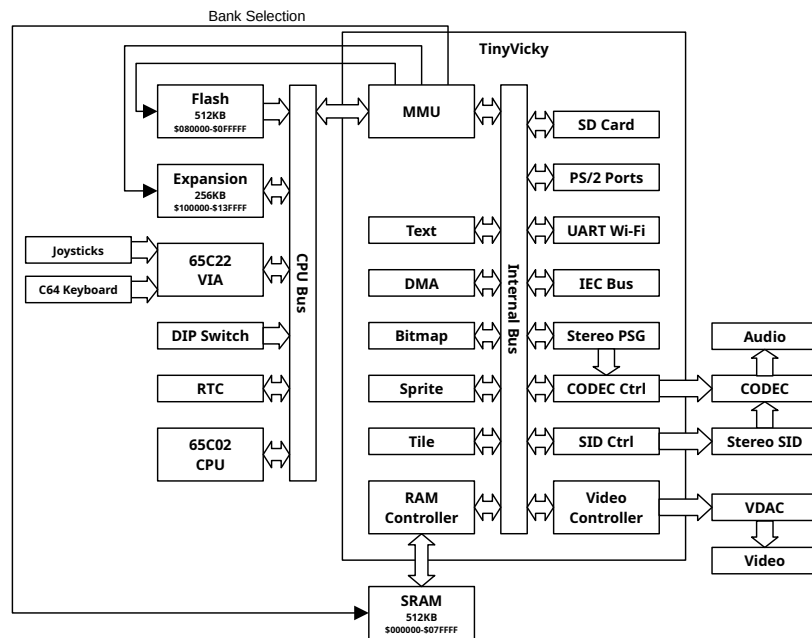 Bank Selection
TinyVicky
Flash
512KB
$080000-$0FFFFF
MMU
SD Card
Expansion
256KB
$100000-$13FFFF
PS/2 Ports
Joysticks
C64 Keyboard
65C22
VIA
CPU Bus
Text
Internal Bus
UART Wi-Fi
DMA
IEC Bus
DIP Switch
Bitmap
Stereo PSG
Audio
RTC
Sprite
CODEC Ctrl
CODEC
65C02
CPU
Tile
SID Ctrl
Stereo SID
RAM
Controller
Video
Controller
VDAC
Video
SRAM
512KB
$000000-$07FFFF